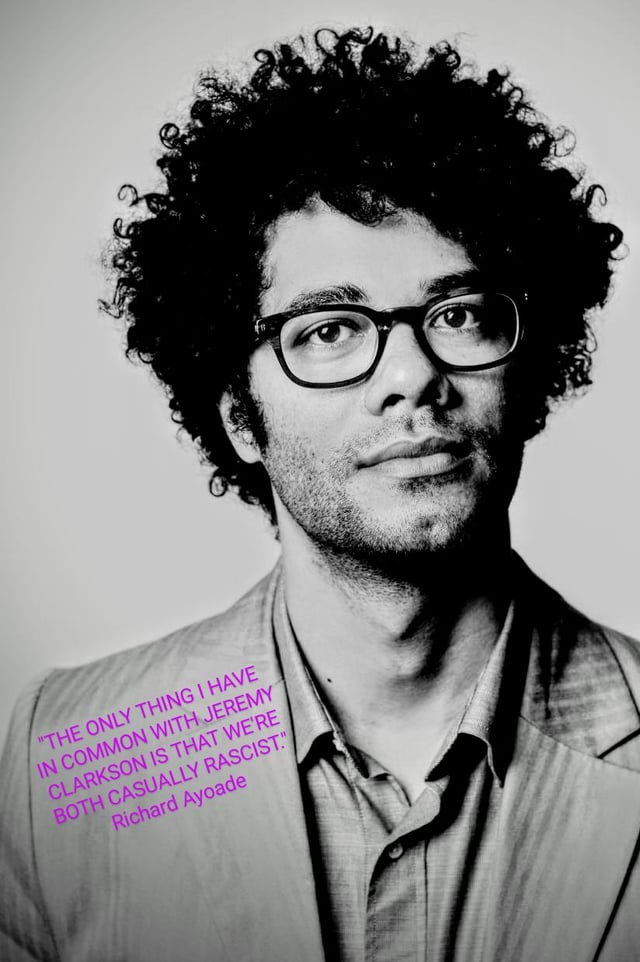 "THE ONLY THING I HAVE
IN COMMON WITH JEREMY
CLARKSON IS THAT WE'RE
BOTH CASUALLY RASCIST."
Richard Ayoade